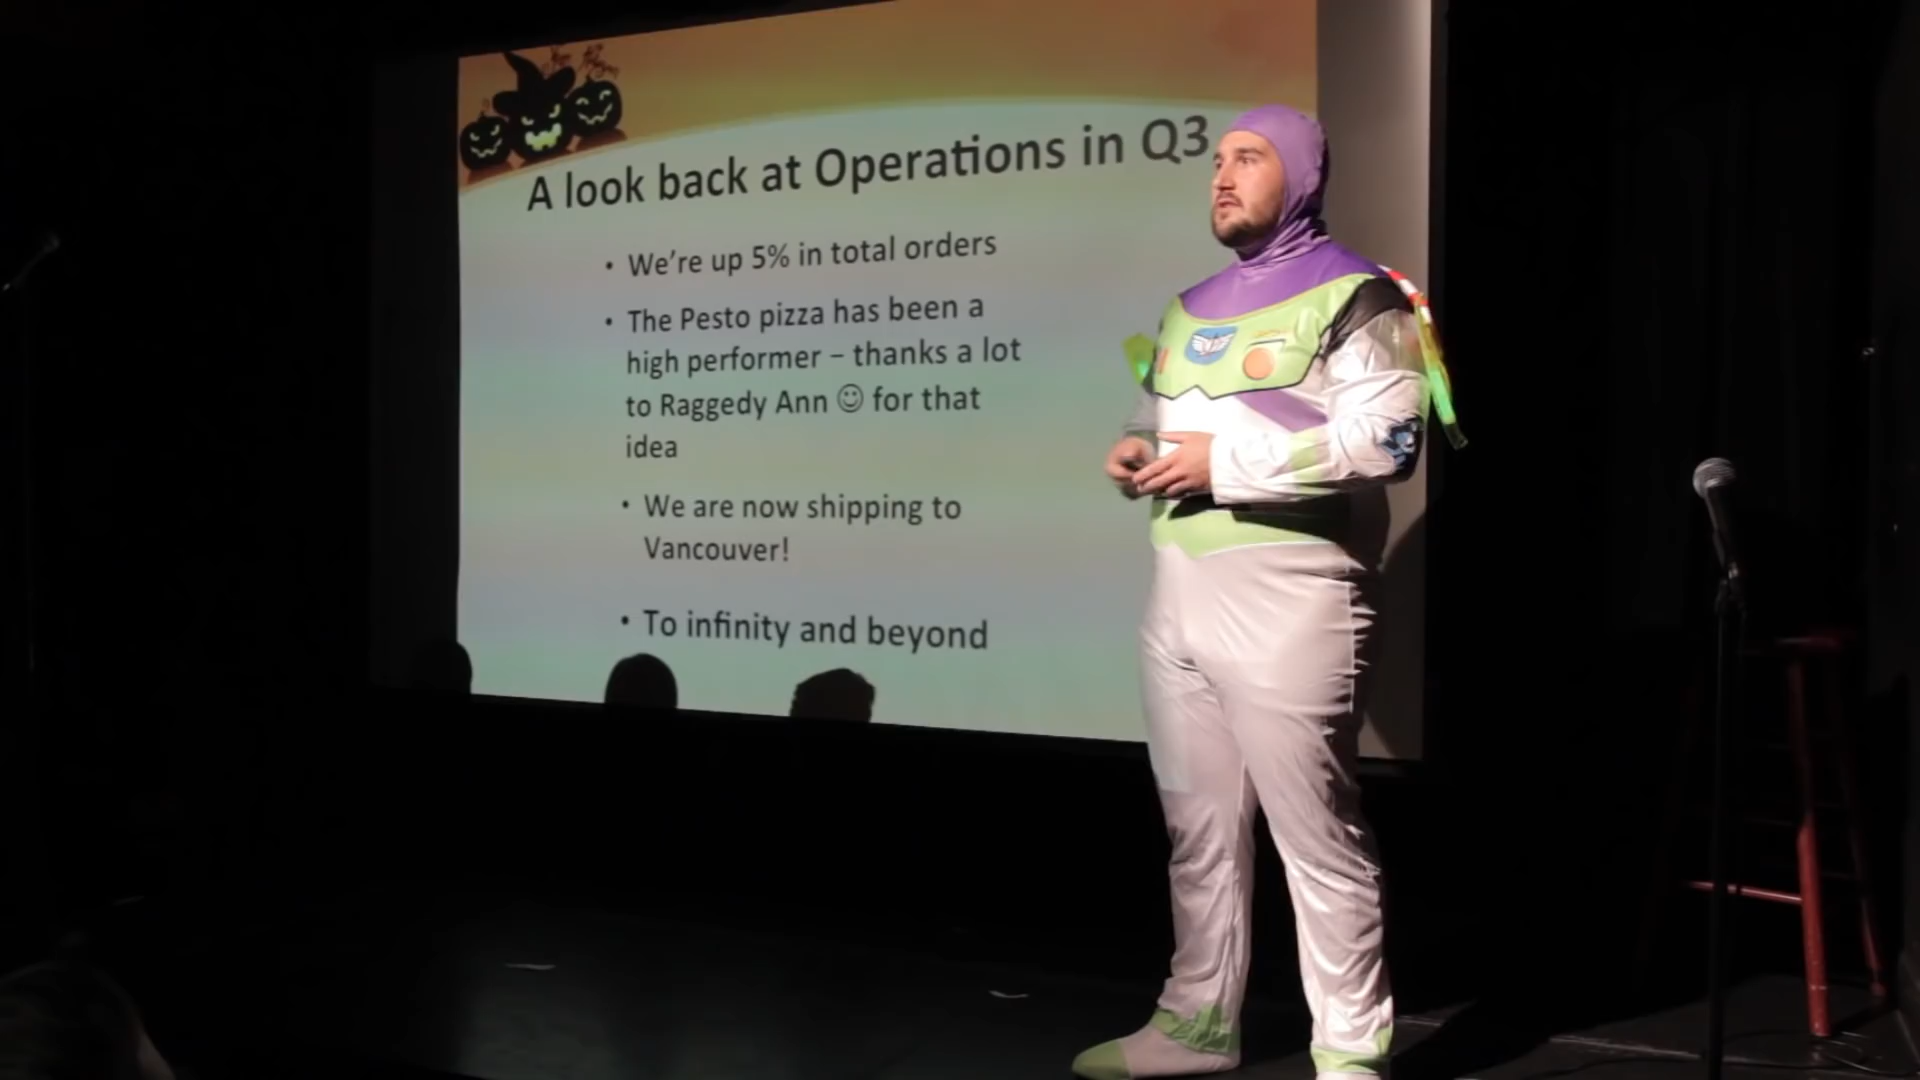 A look back at Operations in Q3
• We're up 5% in total orders
• The Pesto pizza has been a
high performer – thanks a lot
to Raggedy Ann ☺ for that
idea
• We are now shipping to
Vancouver!
• To infinity and beyond